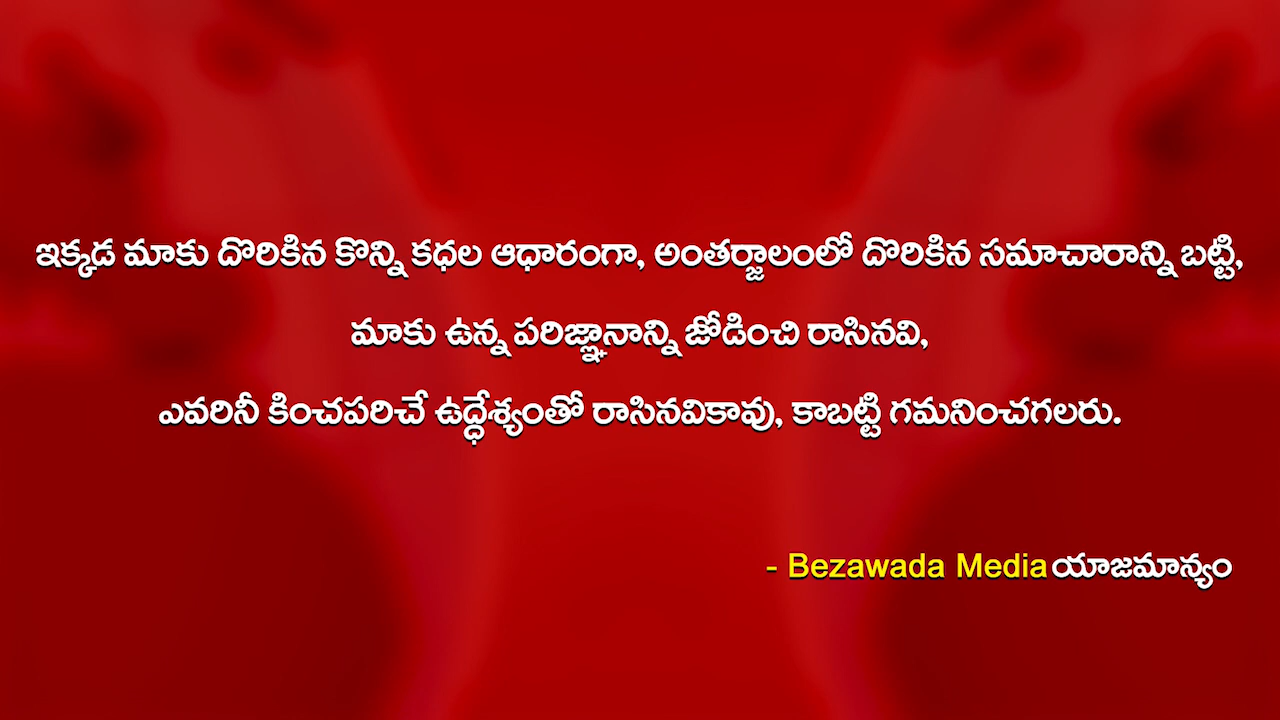 ఇక్కడ మాకు దొరికిన కొన్ని కధల ఆధారంగా, అంతర్జాలంలో దొరికిన సమాచారాన్ని బట్టి,
మాకు ఉన్న పరిజ్ఞానాన్ని జోడించి రాసినవి,
ఎవరినీ కించపరిచే ఉద్ధేశ్యంతో రాసినవికావు, కాబట్టి గమనించగలరు.
- Bezawada Media యాజమాన్యం